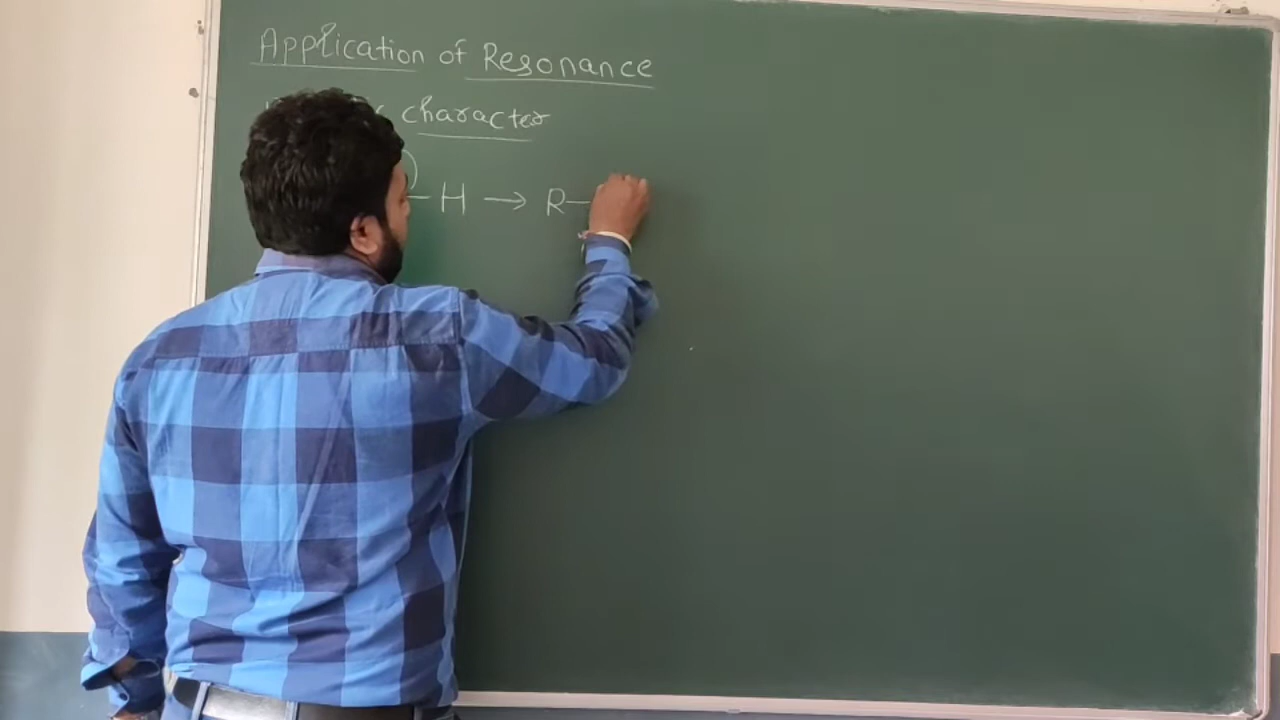 Application of Resonance
character
-H → R-